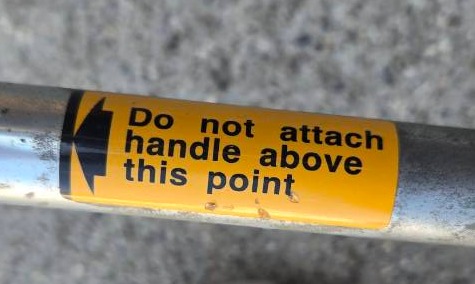 Do not attach
handle above
this point